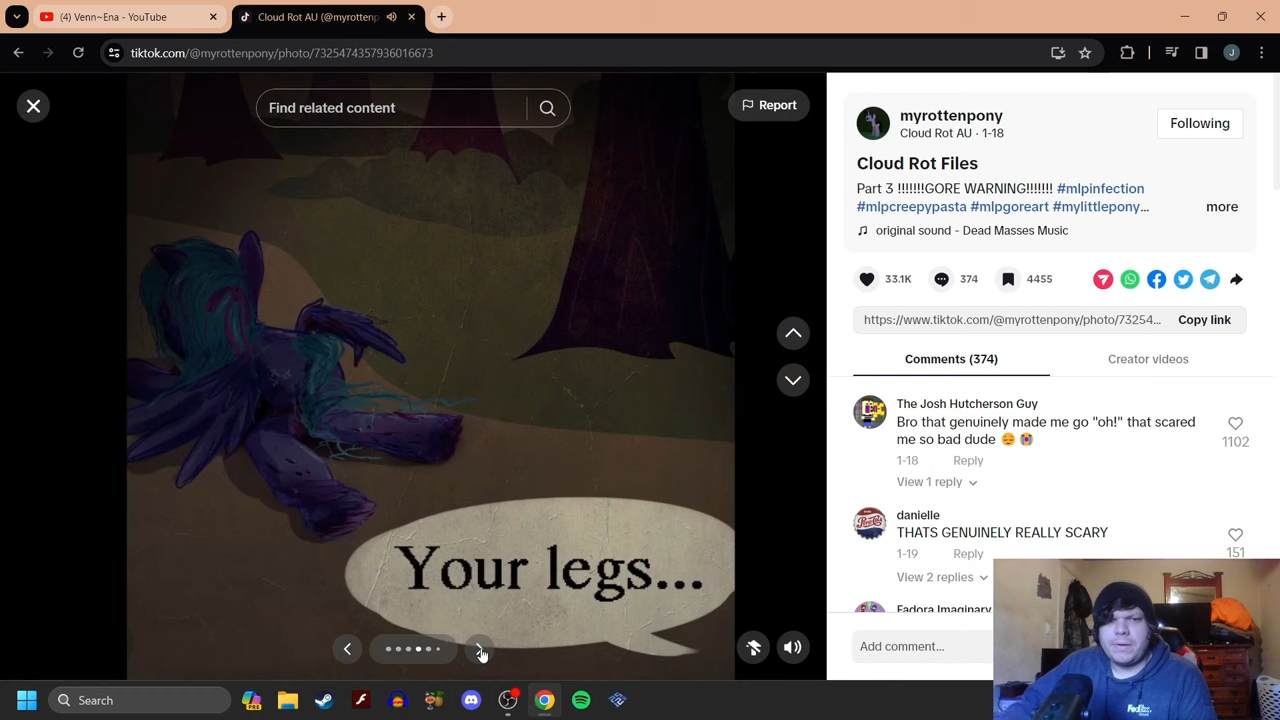 (4) Venn~Ena - YouTube
Cloud Rot AU (@myrottenp
tiktok.com/@myrottenpony/photo/7325474357936016673
Find related content
Report
Your legs...
myrottenpony
Cloud Rot AU · 1-18
Following
Cloud Rot Files
Part 3 !!!!!!!GORE WARNING!!!!!!! #mlpinfection
#mlpcreepypasta #mlpgoreart #mylittlepony...
more
original sound - Dead Masses Music
33.1K
374
4455
https://www.tiktok.com/@myrottenpony/photo/73254...
Copy link
Comments (374)
Creator videos
The Josh Hutcherson Guy
Bro that genuinely made me go "oh!" that scared
me so bad dude 😔 😭
1102
1-18
Reply
View 1 reply
danielle
THATS GENUINELY REALLY SCARY
151
1-19
Reply
View 2 replies
Fadora Imaginary
Add comment...
Search
PRE
J